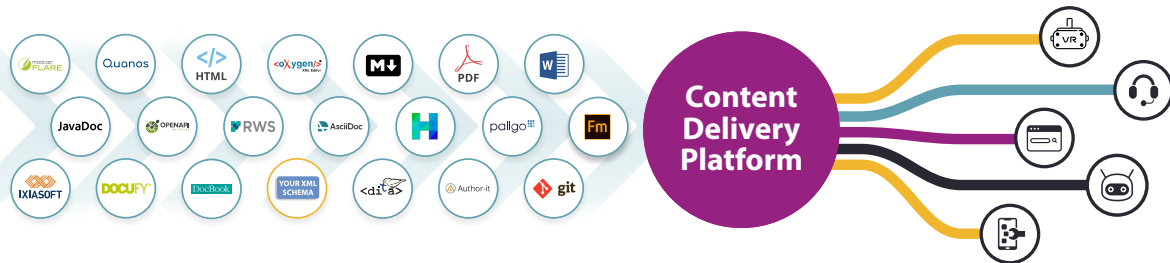 madcap
FLARE
Quanos
</>
HTML
<oXygen/>
XML Editor
M
PDF
W
JavaDoc
OPENAPI
RWS
AsciiDoc
H
pallgo
Fm
IXIASOFT
DOCUFY
DocBook
YOUR XML
SCHEMA
<dita>
Author-it
git
Content
Delivery
Platform
VR